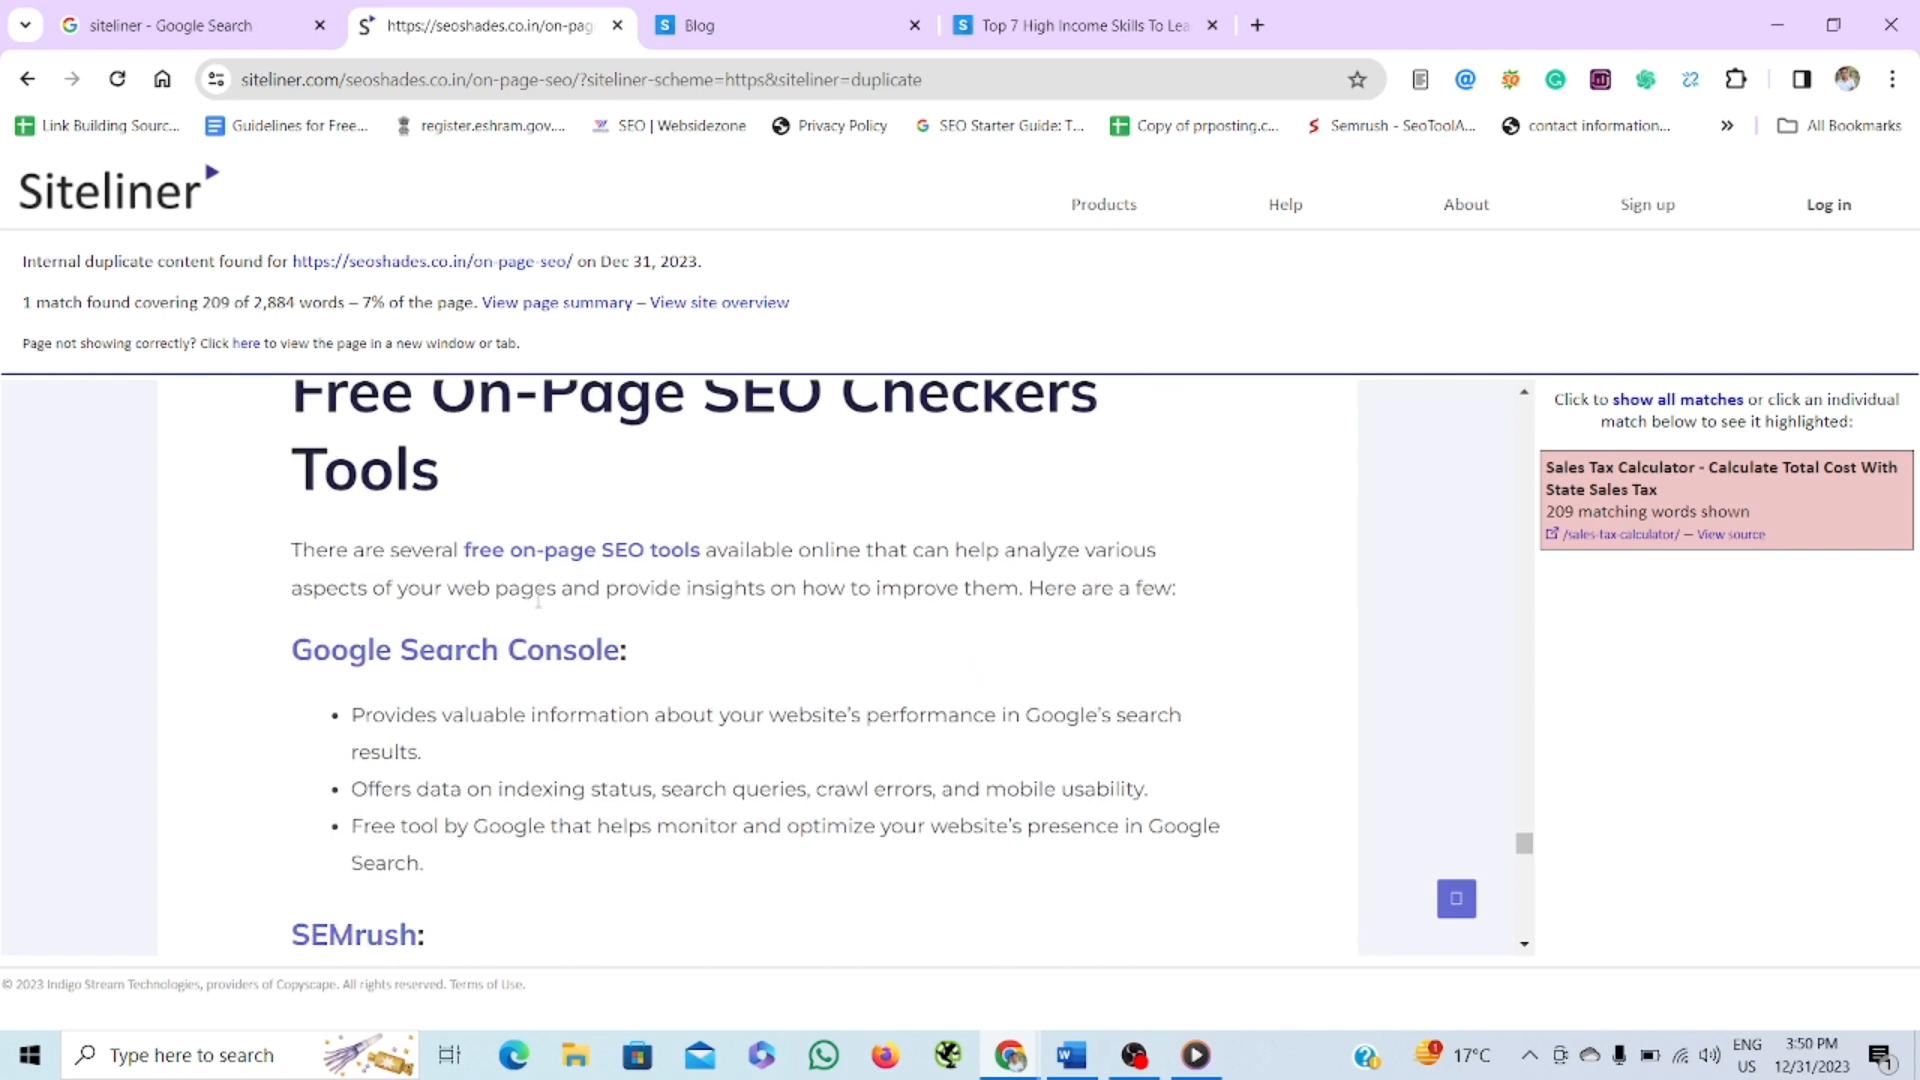 siteliner - Google Search
https://seoshades.co.in/on-pag
Blog
Top 7 High Income Skills To Lea
siteliner.com/seoshades.co.in/on-page-seo/?siteliner-scheme=https&siteliner=duplicate
Link Building Sourc...
Guidelines for Free...
register.eshram.gov....
SEO | Websidezone
Privacy Policy
SEO Starter Guide: T...
Copy of prposting.c...
Semrush - SeoToolA...
contact information...
All Bookmarks
Siteliner
Products
Help
About
Sign up
Log in
Internal duplicate content found for https://seoshades.co.in/on-page-seo/ on Dec 31, 2023.
1 match found covering 209 of 2,884 words – 7% of the page. View page summary – View site overview
Page not showing correctly? Click here to view the page in a new window or tab.
Free On-Page SEO Checkers
Tools
There are several free on-page SEO tools available online that can help analyze various
aspects of your web pages and provide insights on how to improve them. Here are a few:
Google Search Console:
• Provides valuable information about your website's performance in Google's search
results.
• Offers data on indexing status, search queries, crawl errors, and mobile usability.
• Free tool by Google that helps monitor and optimize your website's presence in Google
Search.
SEMrush:
Click to show all matches or click an individual
match below to see it highlighted:
Sales Tax Calculator - Calculate Total Cost With
State Sales Tax
209 matching words shown
/sales-tax-calculator/ – View source
© 2023 Indigo Stream Technologies, providers of Copyscape. All rights reserved. Terms of Use.
Type here to search
17°C
ENG
US
3:50 PM
12/31/2023